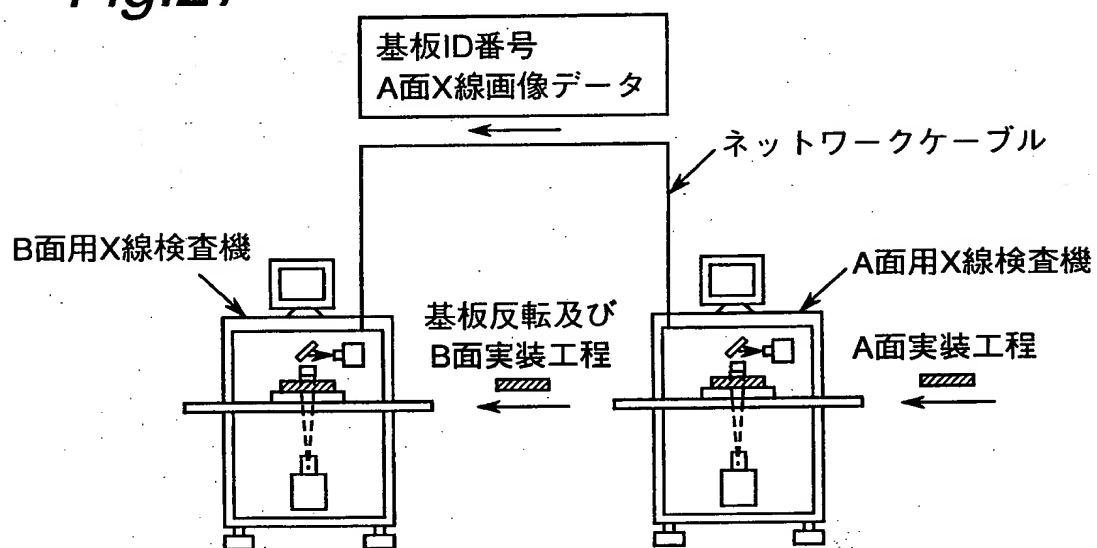 基板ID番号
A面X線画像データ
ネットワークケーブル
B面用X線検査機
A面用X線検査機
基板反転及び
B面実装工程
A面実装工程